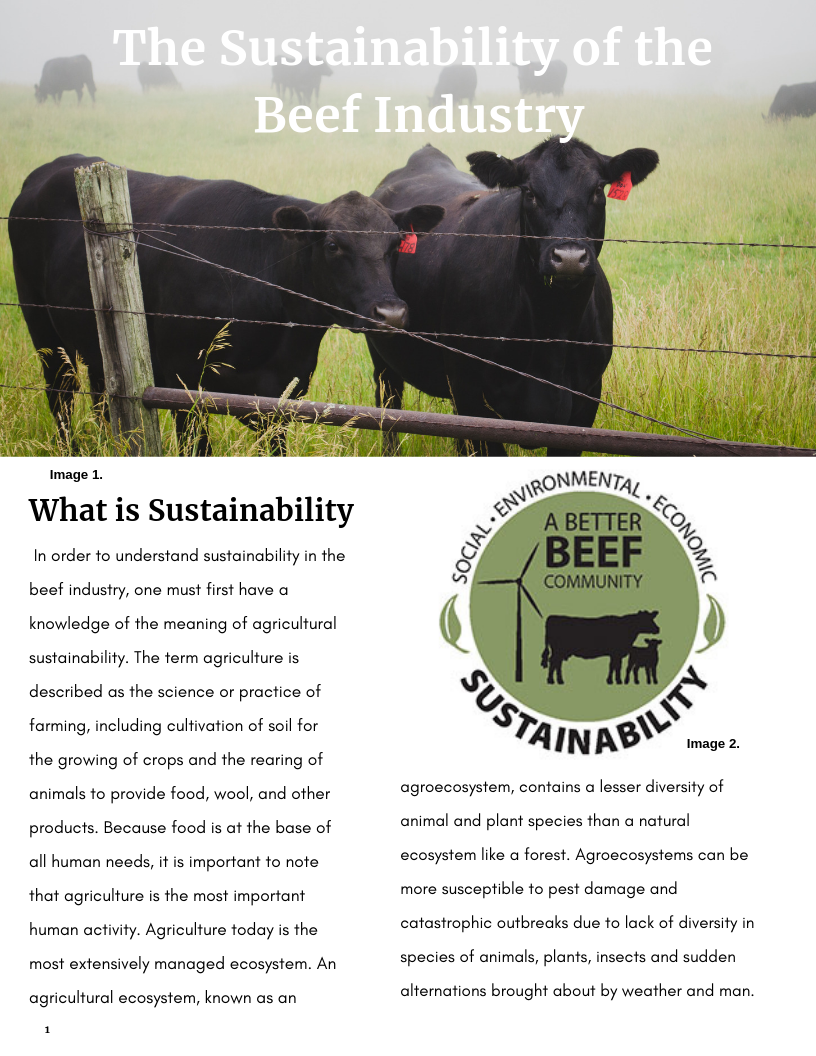 The Sustainability of the
Beef Industry
Image 1.
What is Sustainability
In order to understand sustainability in the
beef industry, one must first have a
knowledge of the meaning of agricultural
sustainability. The term agriculture is
described as the science or practice of
farming, including cultivation of soil for
the growing of crops and the rearing of
animals to provide food, wool, and other
products. Because food is at the base of
all human needs, it is important to note
that agriculture is the most important
human activity. Agriculture today is the
most extensively managed ecosystem. An
agricultural ecosystem, known as an
SOCIAL • ENVIRONMENTAL • ECONOMIC
A BETTER
BEEF
COMMUNITY
SUSTAINABILITY
Image 2.
agroecosystem, contains a lesser diversity of
animal and plant species than a natural
ecosystem like a forest. Agroecosystems can be
more susceptible to pest damage and
catastrophic outbreaks due to lack of diversity in
species of animals, plants, insects and sudden
alternations brought about by weather and man.
1